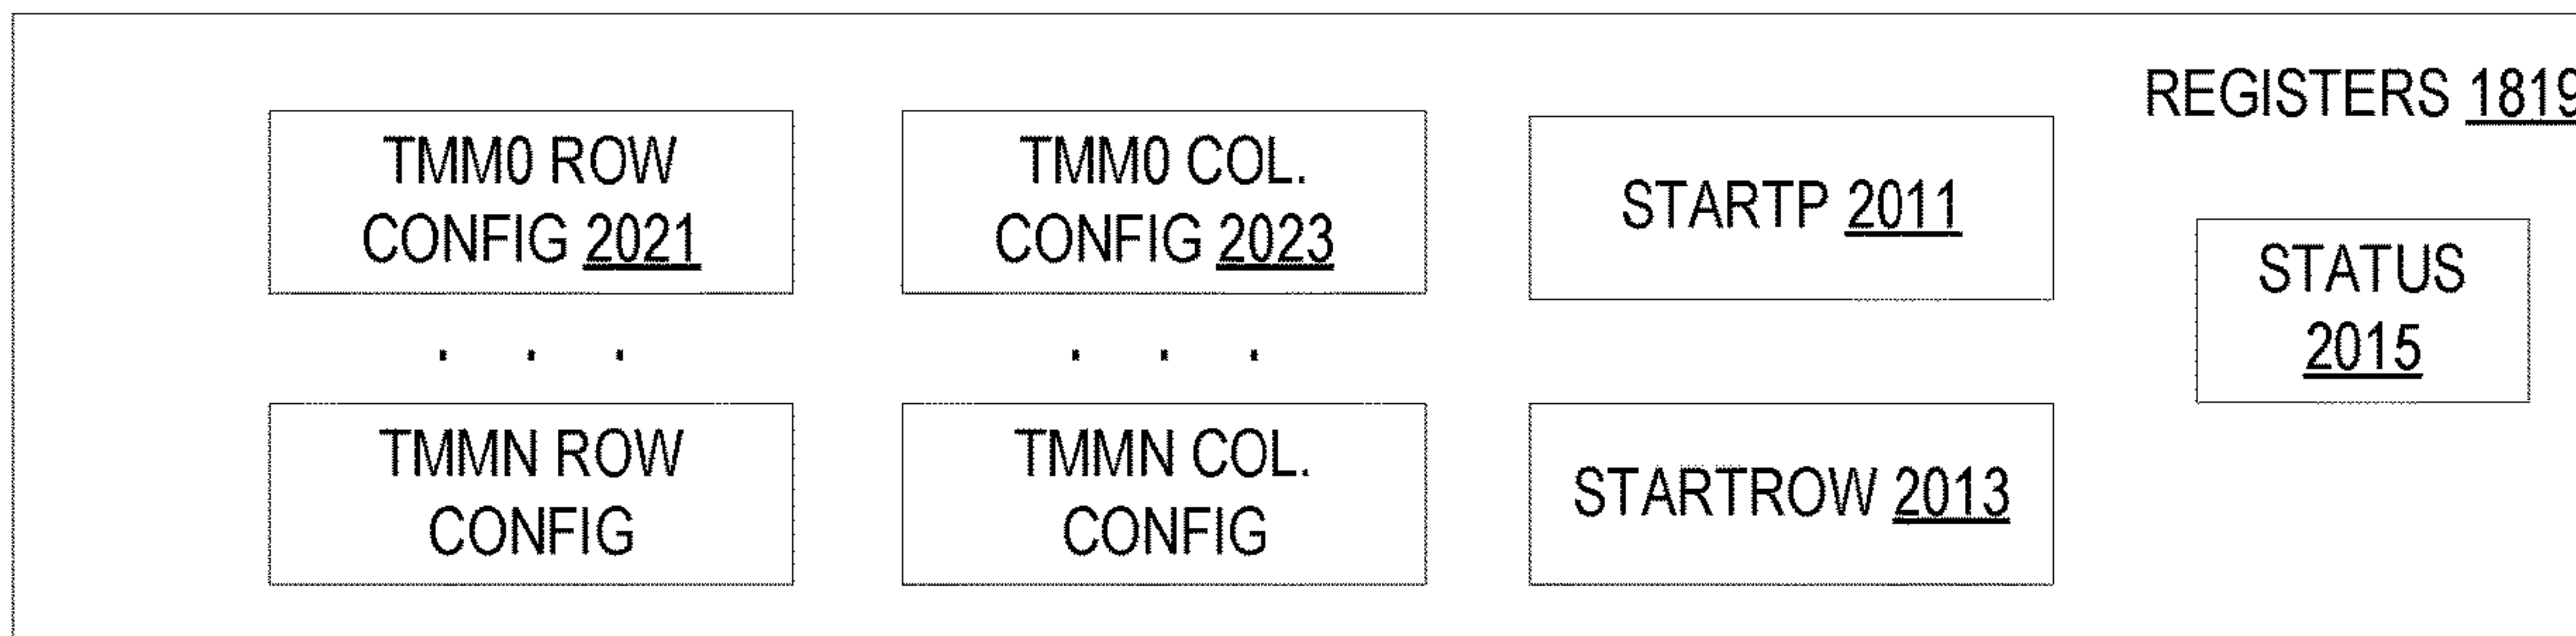 REGISTERS 1819
TMM0 ROW
CONFIG 2021
TMM0 COL.
CONFIG 2023
STARTP 2011
STATUS
2015
. . .
. . .
TMMN ROW
CONFIG
TMMN COL.
CONFIG
STARTROW 2013